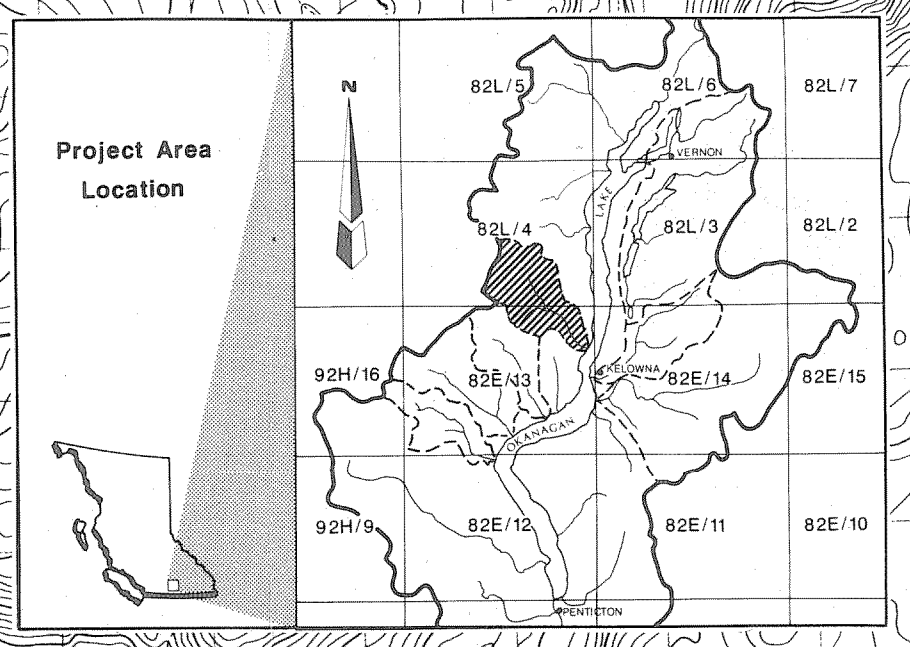 Project Area
Location
N
82L/5
82L/6
82L/7
VERNON
LAKE
82L/4
82L/3
82L/2
92H/16
82E/13
KELOWNA
82E/14
82E/15
OKANAGAN
92H/9
82E/12
82E/11
82E/10
PENTICTON